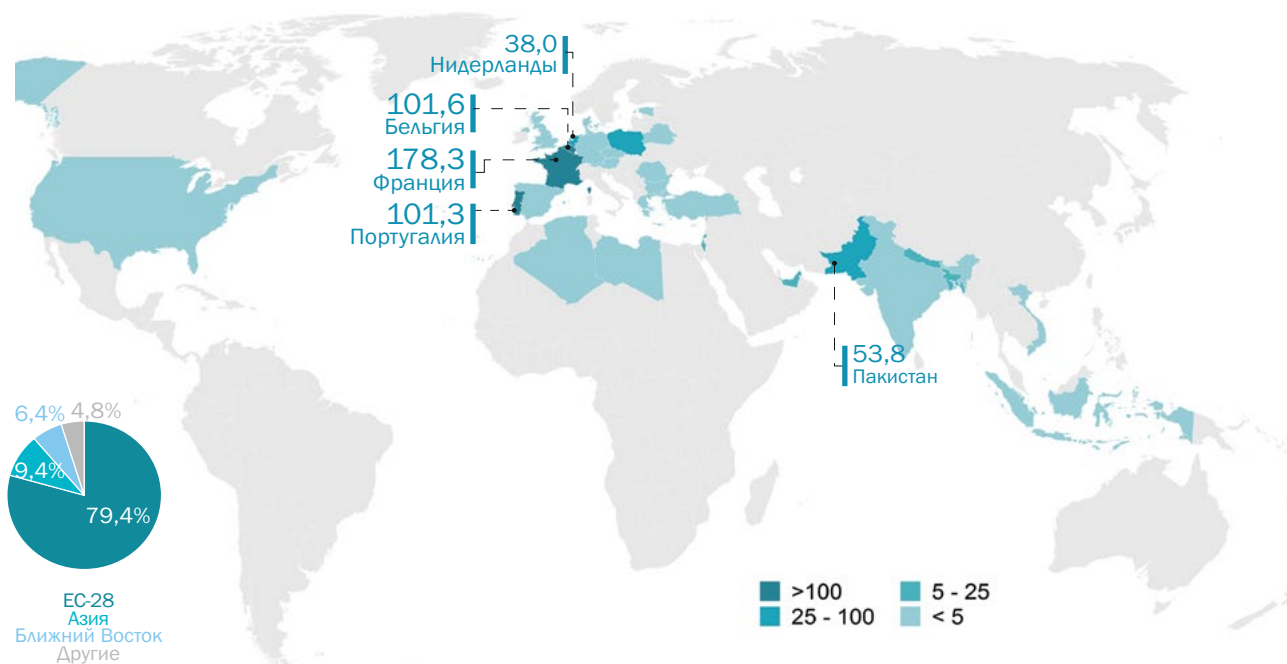 38,0
Нидерланды
101,6
Бельгия
178,3
Франция
101,3
Португалия
53,8
Пакистан
6,4% 4,8%
9,4%
79,4%
ЕС-28
Азия
Ближний Восток
Другие
>100
25 - 100
5 - 25
< 5